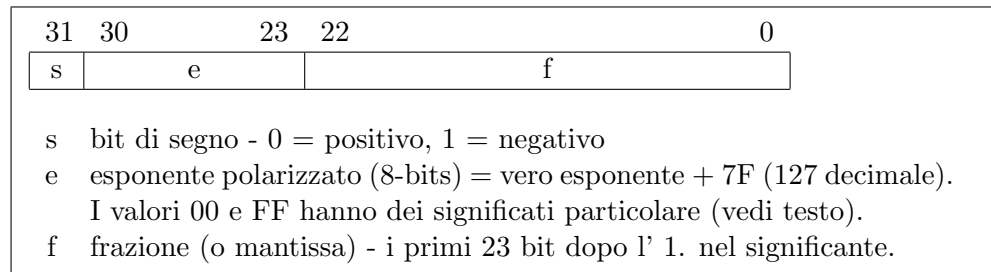 31 30 23 22 0
s e f
s bit di segno - 0 = positivo, 1 = negativo
e esponente polarizzato (8-bits) = vero esponente + 7F (127 decimale).
I valori 00 e FF hanno dei significati particolare (vedi testo).
f frazione (o mantissa) - i primi 23 bit dopo l' 1. nel significante.